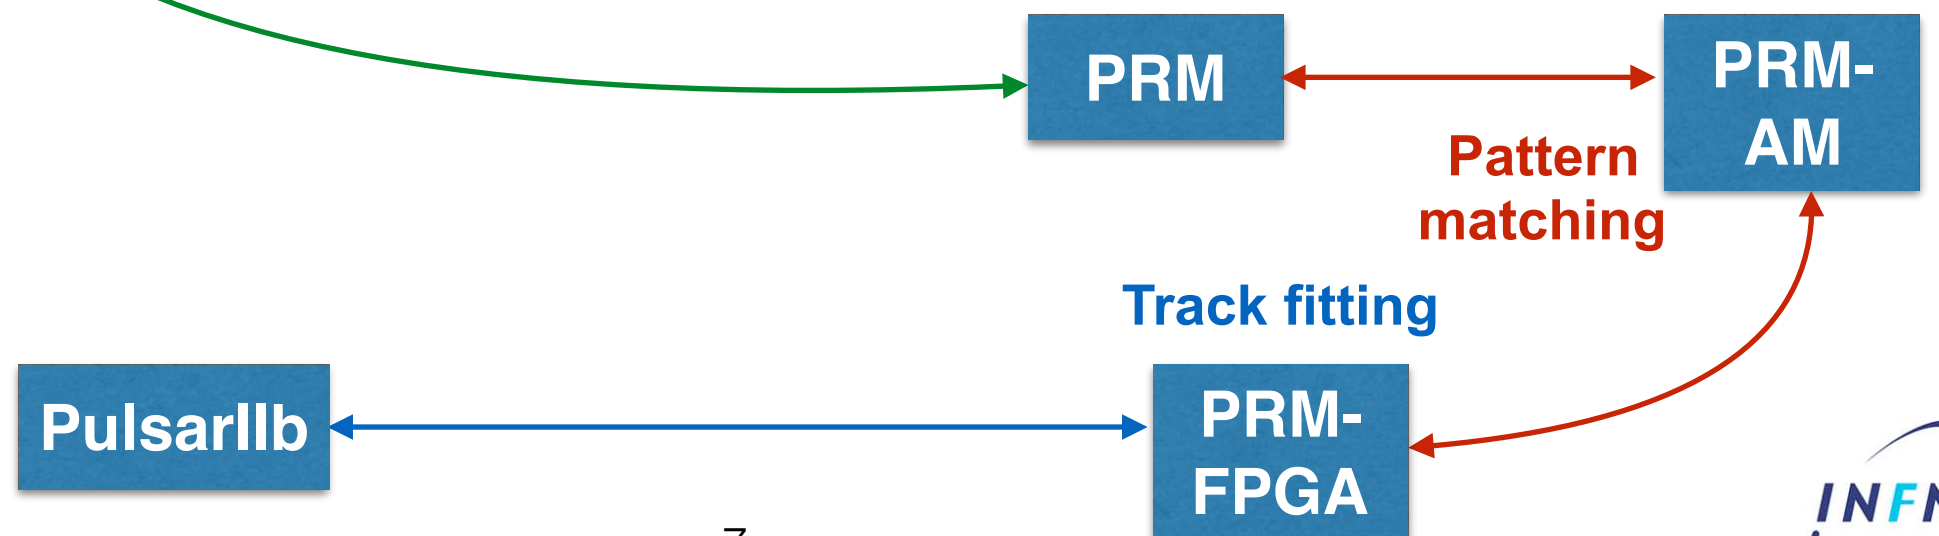 PRM
PRM-
AM
Pattern
matching
Track fitting
PulsarIIb
PRM-
FPGA